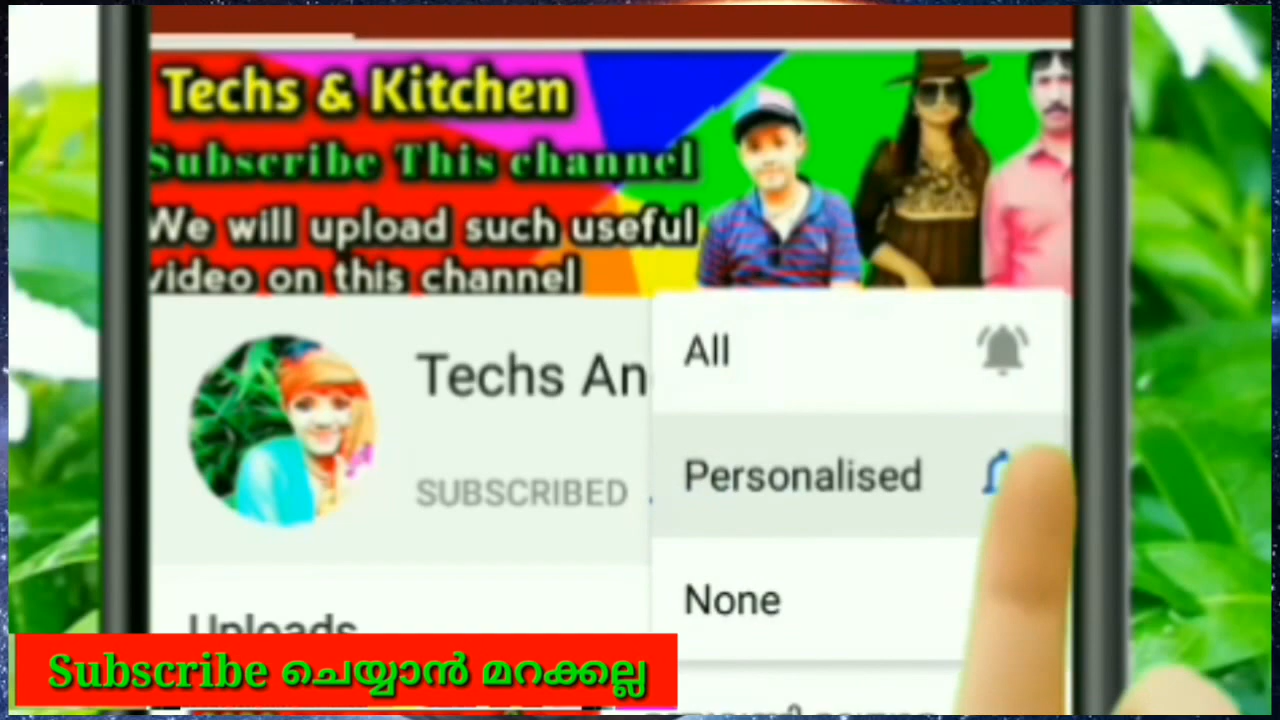 Techs & Kitchen
Subscribe This channel
We will upload such useful
video on this channel
Techs An
SUBSCRIBED
All
Personalised
None
Uploads
Subscribe ചെയ്യാൻ മറക്കല്ല